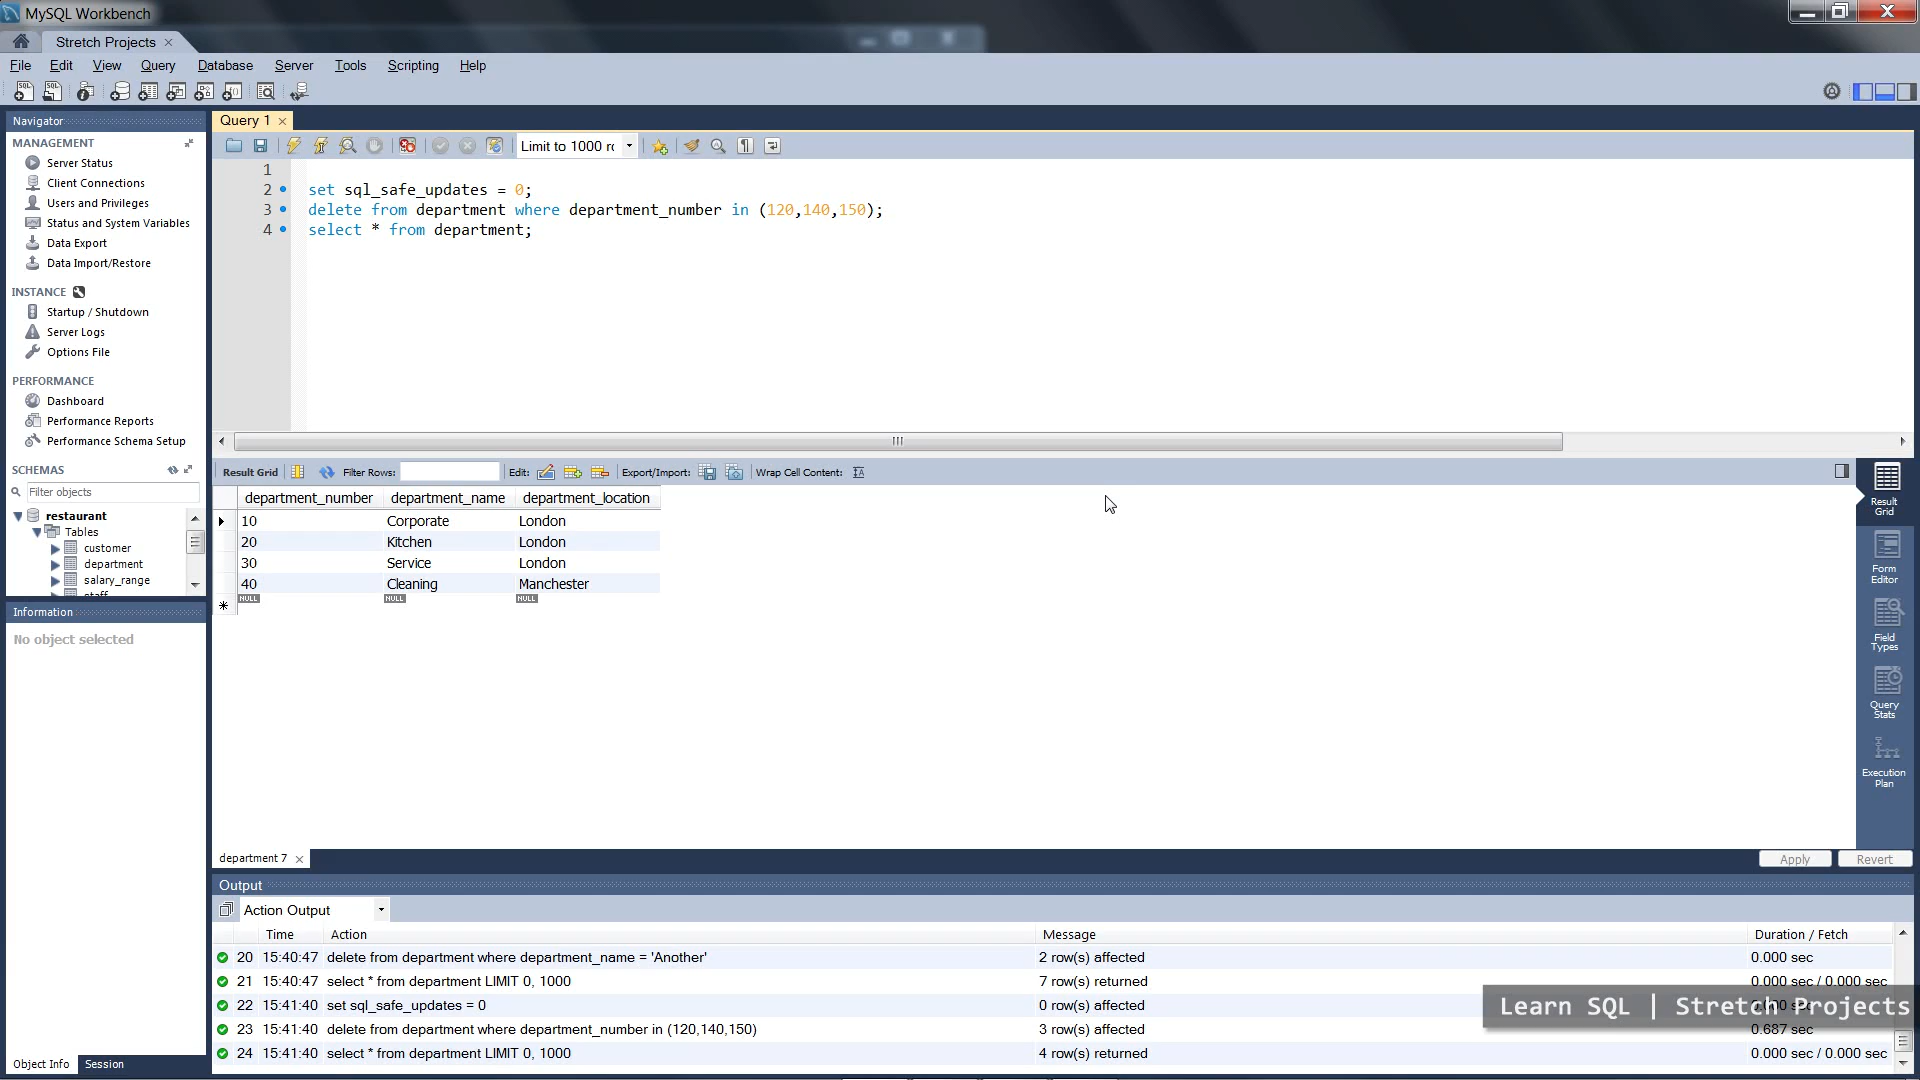 MySQL Workbench
Stretch Projects
File Edit View Query Database Server Tools Scripting Help
Navigator
MANAGEMENT
Server Status
Client Connections
Users and Privileges
Status and System Variables
Data Export
Data Import/Restore
INSTANCE
Startup / Shutdown
Server Logs
Options File
PERFORMANCE
Dashboard
Performance Reports
Performance Schema Setup
SCHEMAS
Filter objects
restaurant
Tables
customer
department
salary_range
staff
Information
No object selected
Object Info Session
Query 1
Limit to 1000 rc
1
2 set sql_safe_updates = 0;
3 delete from department where department_number in (120,140,150);
4 select * from department;
Result Grid Filter Rows: Edit: Export/Import: Wrap Cell Content:
department_number department_name department_location
10 Corporate London
20 Kitchen London
30 Service London
40 Cleaning Manchester
NULL NULL NULL
Result Grid
Form Editor
Field Types
Query Stats
Execution Plan
department 7
Apply Revert
Output
Action Output
Time Action Message Duration / Fetch
20 15:40:47 delete from department where department_name = 'Another' 2 row(s) affected 0.000 sec
21 15:40:47 select * from department LIMIT 0, 1000 7 row(s) returned 0.000 sec / 0.000 sec
22 15:41:40 set sql_safe_updates = 0 0 row(s) affected
Learn SQL | Stretch Projects
23 15:41:40 delete from department where department_number in (120,140,150) 3 row(s) affected 0.687 sec
24 15:41:40 select * from department LIMIT 0, 1000 4 row(s) returned 0.000 sec / 0.000 sec